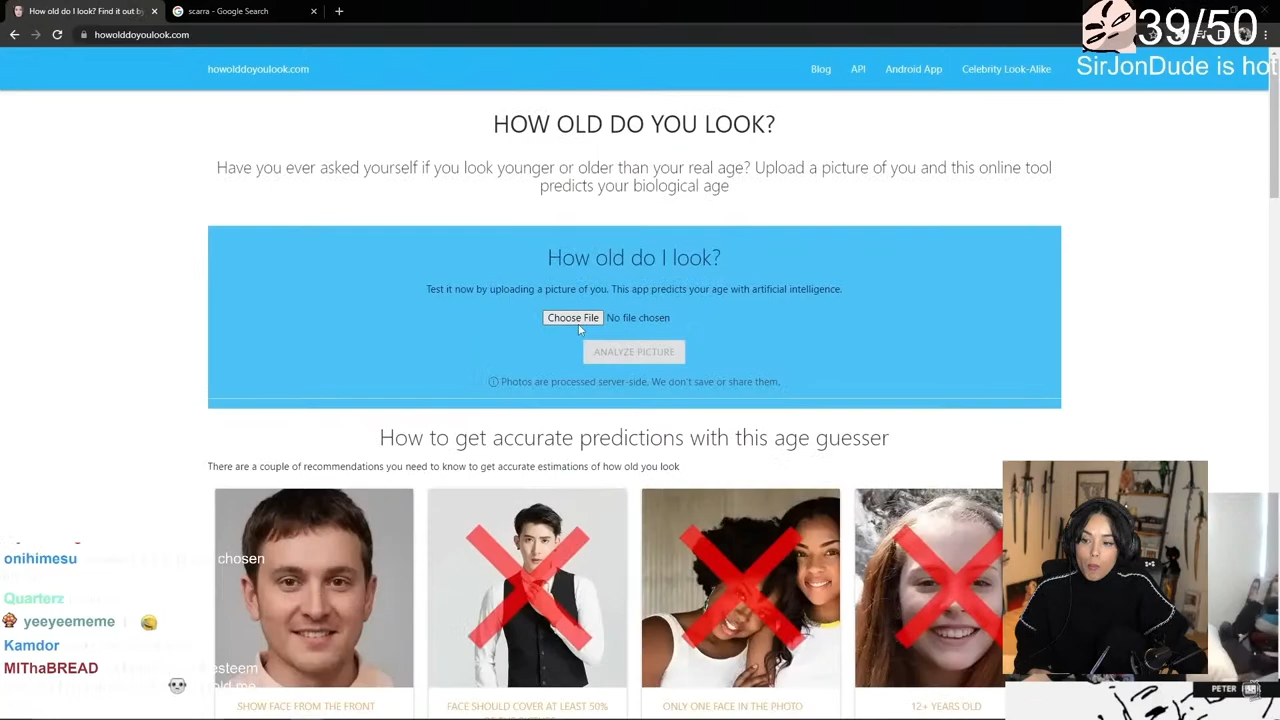 How old do I look? Find it out by
scarra - Google Search
howolddoyoulook.com
39/50
SirJonDude is hot
howolddoyoulook.com
Blog
API
Android App
Celebrity Look-Alike
HOW OLD DO YOU LOOK?
Have you ever asked yourself if you look younger or older than your real age? Upload a picture of you and this online tool
predicts your biological age
How old do I look?
Test it now by uploading a picture of you. This app predicts your age with artificial intelligence.
Choose File No file chosen
ANALYZE PICTURE
Photos are processed server-side. We don't save or share them.
How to get accurate predictions with this age guesser
There are a couple of recommendations you need to know to get accurate estimations of how old you look
onihimesu
chosen
Quarterz
yeeyeememe
Kamdor
MIThaBREAD
esteem
SHOW FACE FROM THE FRONT
FACE SHOULD COVER AT LEAST 50%
ONLY ONE FACE IN THE PHOTO
12+ YEARS OLD
PETER